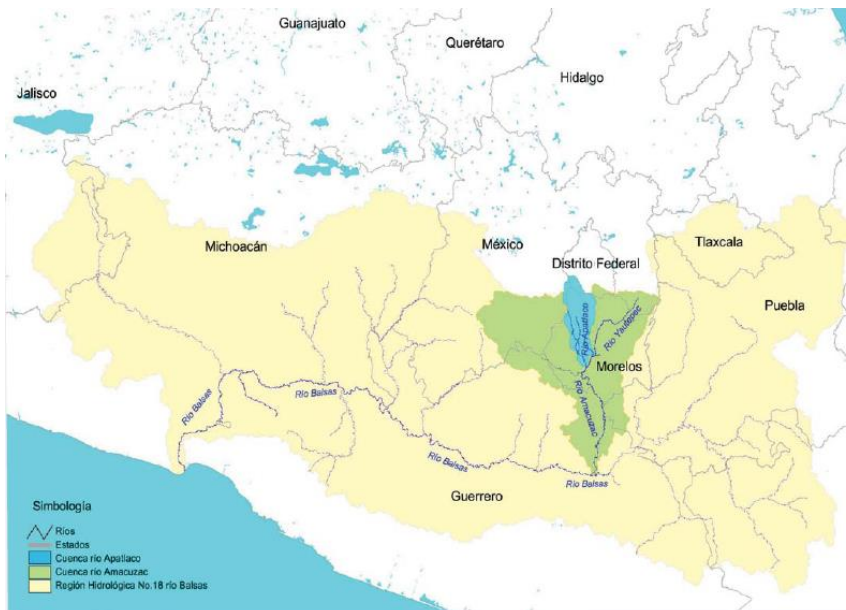 Guanajuato
Querétaro
Hidalgo
Jalisco
Michoacán
México
Distrito Federal
Tlaxcala
Puebla
Río Apatlaco
Río Yautepec
Morelos
Río Amacuzac
Río Balsas
Río Balsas
Río Balsas
Río Balsas
Guerrero
Simbología
Ríos
Estados
Cuenca río Apatlaco
Cuenca río Amacuzac
Región Hidrológica No.18 río Balsas